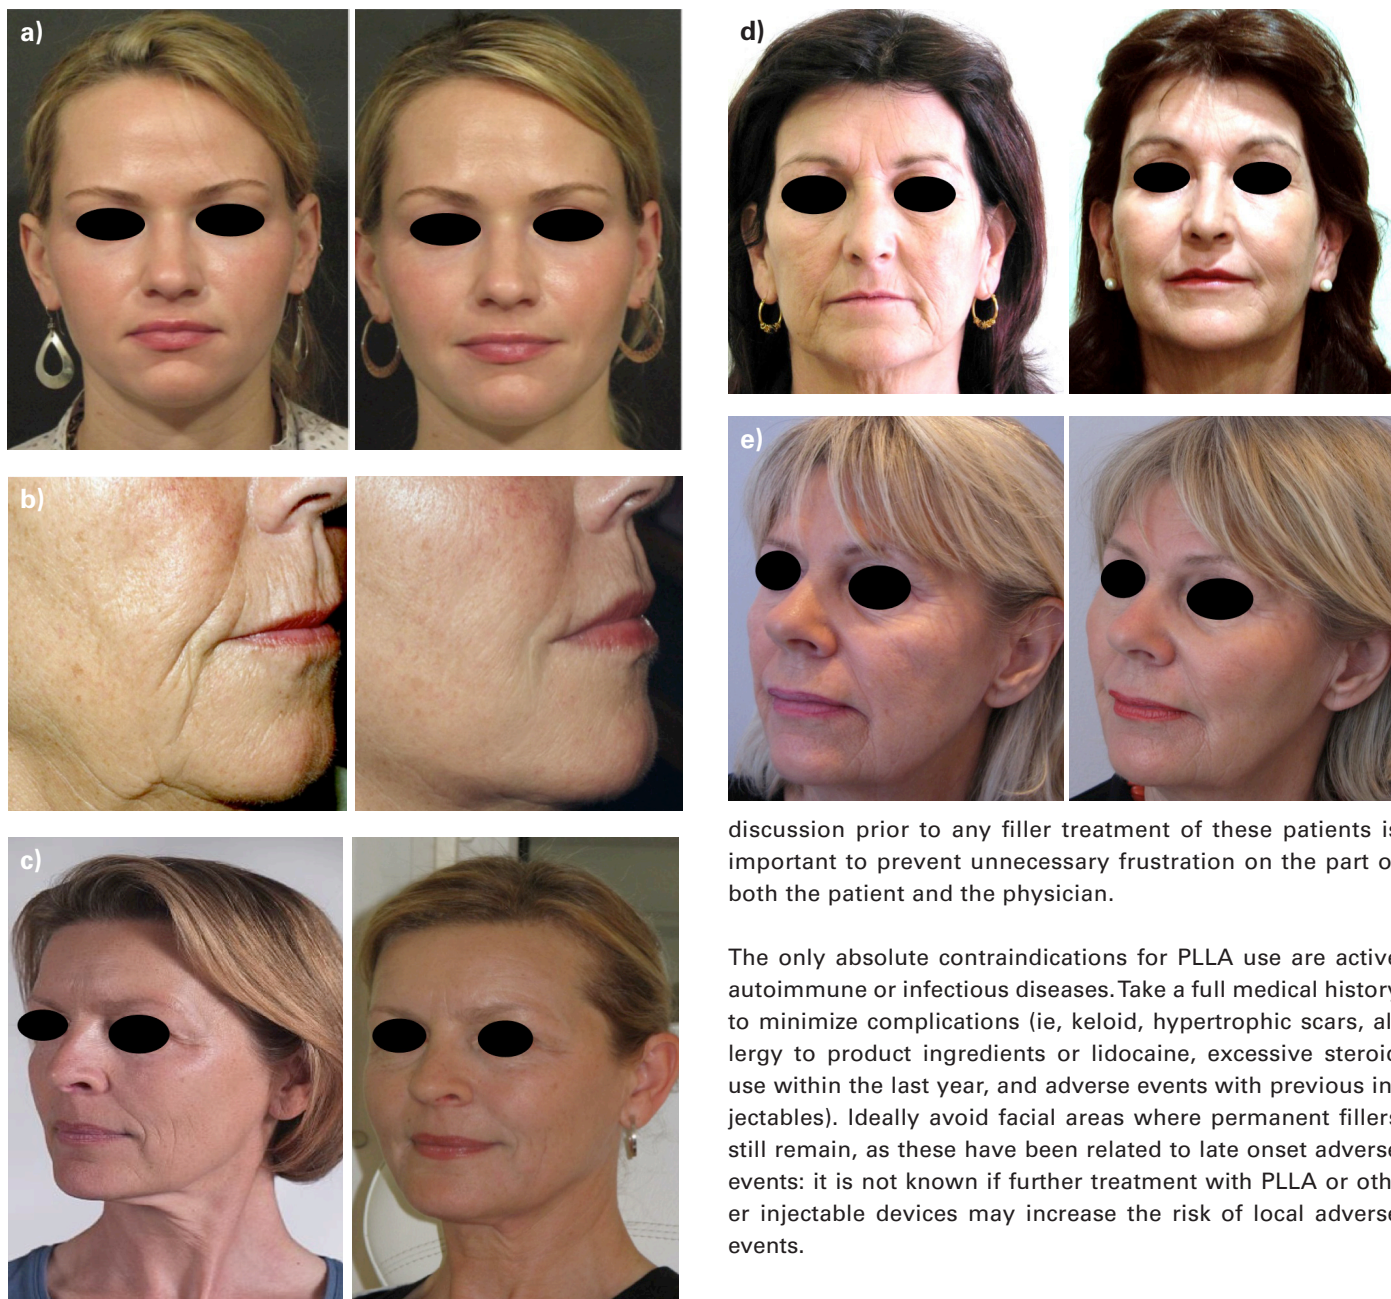 a)
b)
c)
d)
e)
discussion prior to any filler treatment of these patients is
important to prevent unnecessary frustration on the part o
both the patient and the physician.
The only absolute contraindications for PLLA use are active
autoimmune or infectious diseases. Take a full medical history
to minimize complications (ie, keloid, hypertrophic scars, al
lergy to product ingredients or lidocaine, excessive steroid
use within the last year, and adverse events with previous in
jectables). Ideally avoid facial areas where permanent fillers
still remain, as these have been related to late onset adverse
events: it is not known if further treatment with PLLA or oth
er injectable devices may increase the risk of local adverse
events.